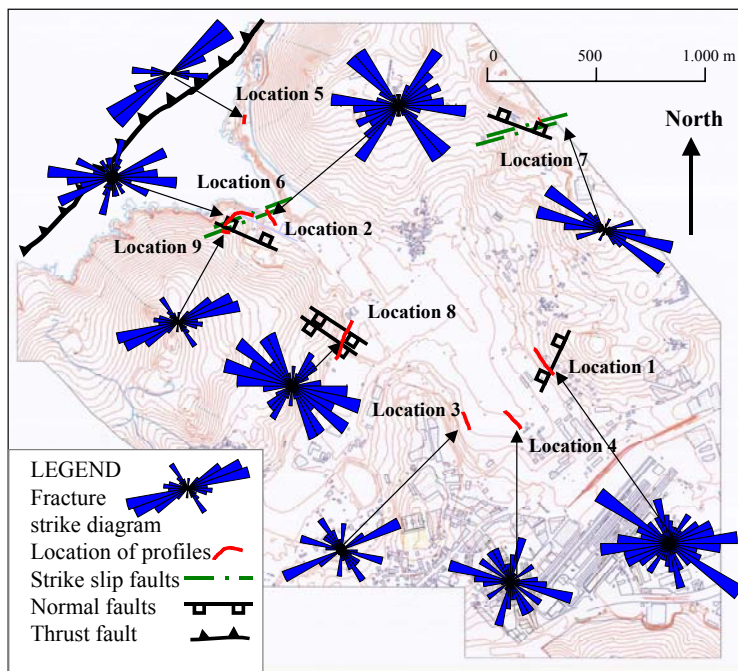 0 500 1.000 m
Location 5
North
Location 7
Location 6
Location 2
Location 9
Location 8
Location 1
Location 3
Location 4
LEGEND
Fracture
strike diagram
Location of profiles
Strike slip faults
Normal faults
Thrust fault